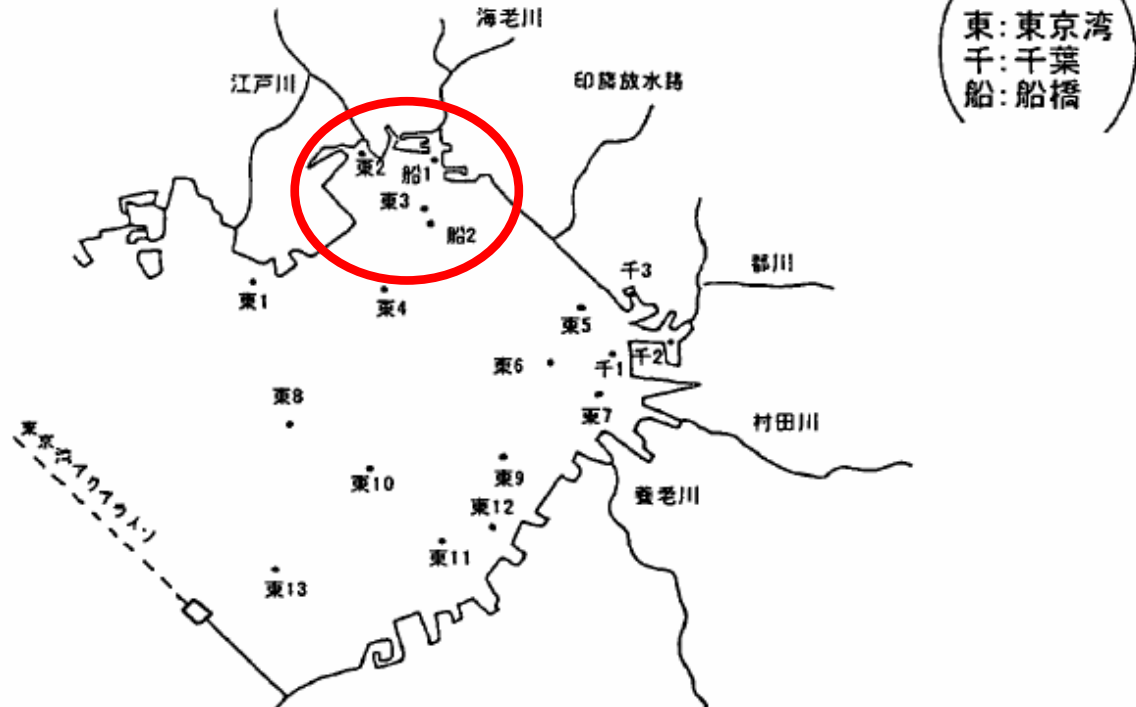 海老川
東:東京湾
千:千葉
船:船橋
江戸川
印旛放水路
東2
船1
東3
船2
千3
都川
東1
東4
東5
東6
千1
千2
東8
東7
村田川
東京湾アクアライン
東10
東9
養老川
東12
東11
東13